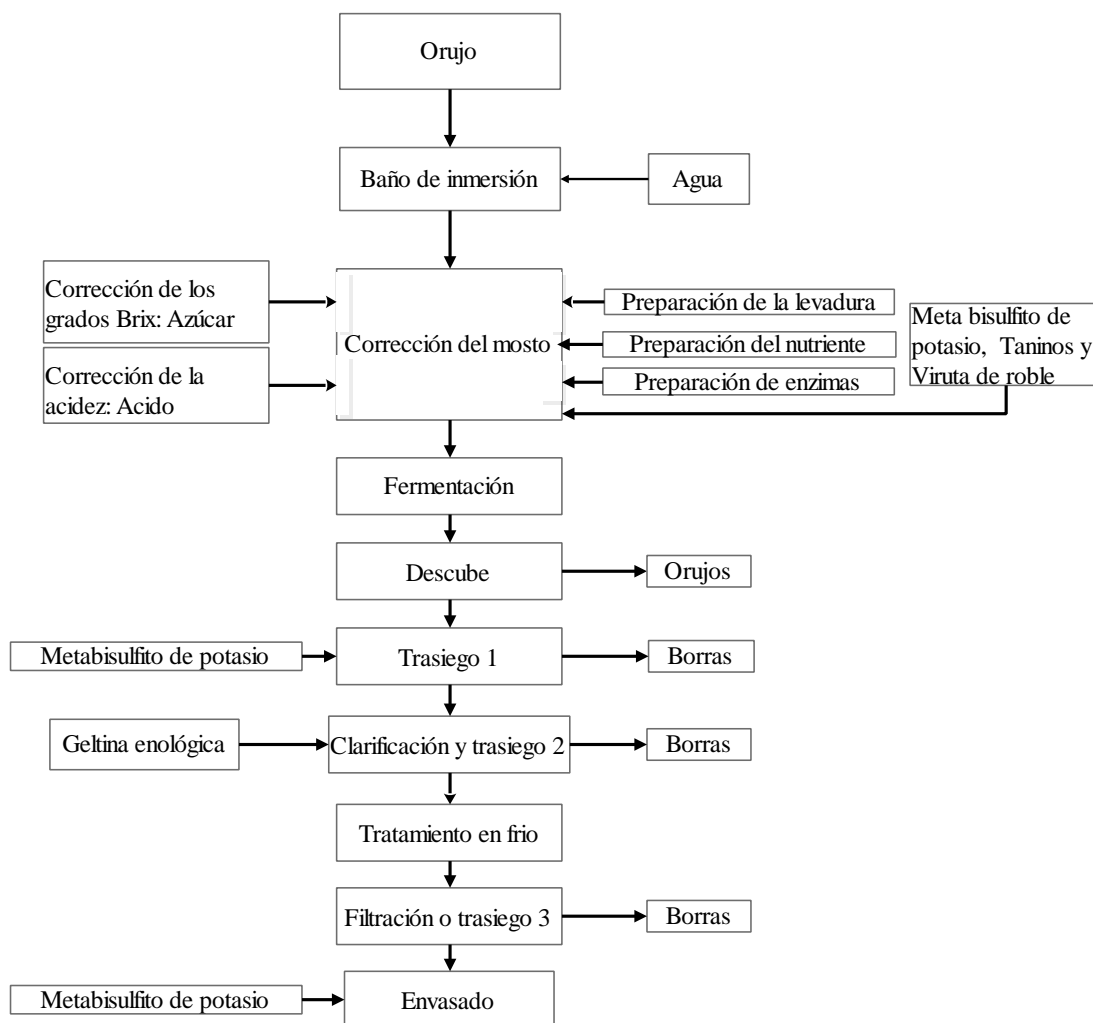 Orujo
Baño de inmersión
Agua
Corrección de los
grados Brix: Azúcar
Corrección de la
acidez: Acido
Corrección del mosto
Preparación de la levadura
Preparación del nutriente
Preparación de enzimas
Meta bisulfito de
potasio, Taninos y
Viruta de roble
Fermentación
Descube
Orujos
Metabisulfito de potasio
Trasiego 1
Borras
Geltina enológica
Clarificación y trasiego 2
Borras
Tratamiento en frio
Filtración o trasiego 3
Borras
Metabisulfito de potasio
Envasado